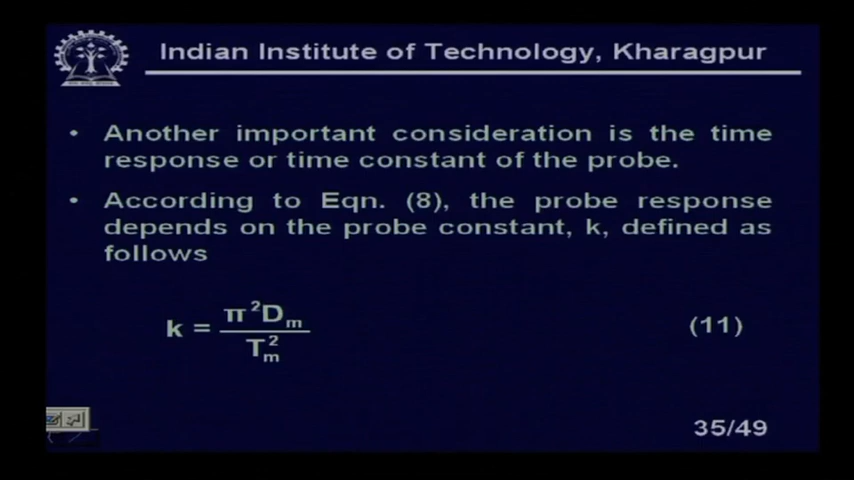 Indian Institute of Technology, Kharagpur
• Another important consideration is the time
response or time constant of the probe.
• According to Eqn. (8), the probe response
depends on the probe constant, k, defined as
follows
k = π²Dₘ / Tₘ² (11)
35/49